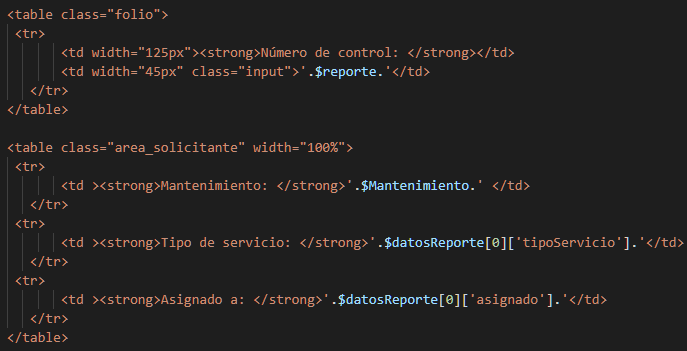 <table class="folio">
<tr>
<td width="125px"><strong>Número de control: </strong></td>
<td width="45px" class="input">'.$reporte.'</td>
</tr>
</table>
<table class="area_solicitante" width="100%">
<tr>
<td ><strong>Mantenimiento: </strong>'.$Mantenimiento.' </td>
</tr>
<tr>
<td ><strong>Tipo de servicio: </strong>'.$datosReporte[0]['tipoServicio'].'</td>
</tr>
<tr>
<td ><strong>Asignado a: </strong>'.$datosReporte[0]['asignado'].'</td>
</tr>
</table>